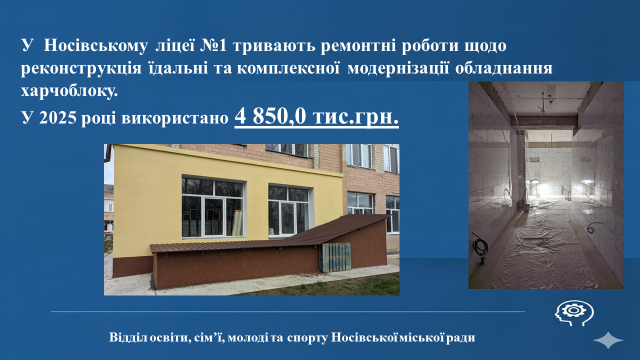 У Носівському ліцеї №1 тривають ремонтні роботи щодо
реконструкція їдальні та комплексної модернізації обладнання
харчоблоку.
У 2025 році використано 4 850,0 тис.грн.
Відділ освіти, сім’ї, молоді та спорту Носівської міської ради